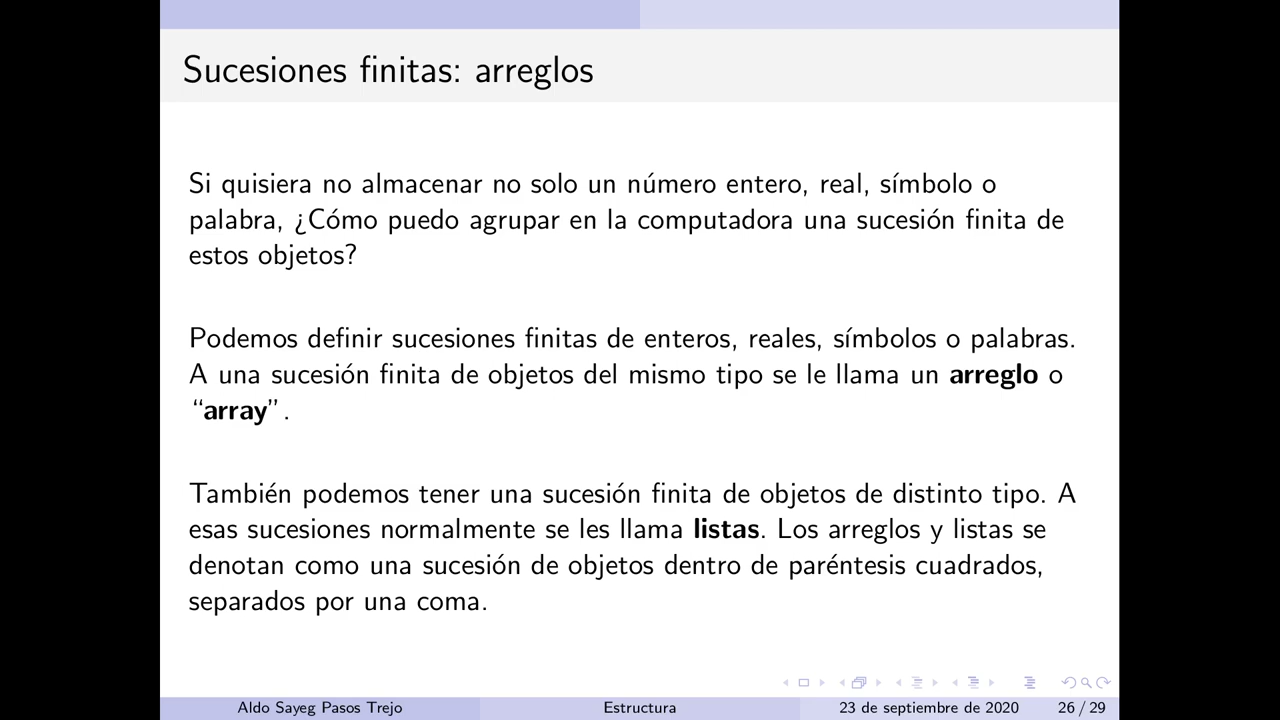 Sucesiones finitas: arreglos
Si quisiera no almacenar no solo un número entero, real, símbolo o
palabra, ¿Cómo puedo agrupar en la computadora una sucesión finita de
estos objetos?
Podemos definir sucesiones finitas de enteros, reales, símbolos o palabras.
A una sucesión finita de objetos del mismo tipo se le llama un arreglo o
“array”.
También podemos tener una sucesión finita de objetos de distinto tipo. A
esas sucesiones normalmente se les llama listas. Los arreglos y listas se
denotan como una sucesión de objetos dentro de paréntesis cuadrados,
separados por una coma.
Aldo Sayeg Pasos Trejo Estructura 23 de septiembre de 2020 26 / 29